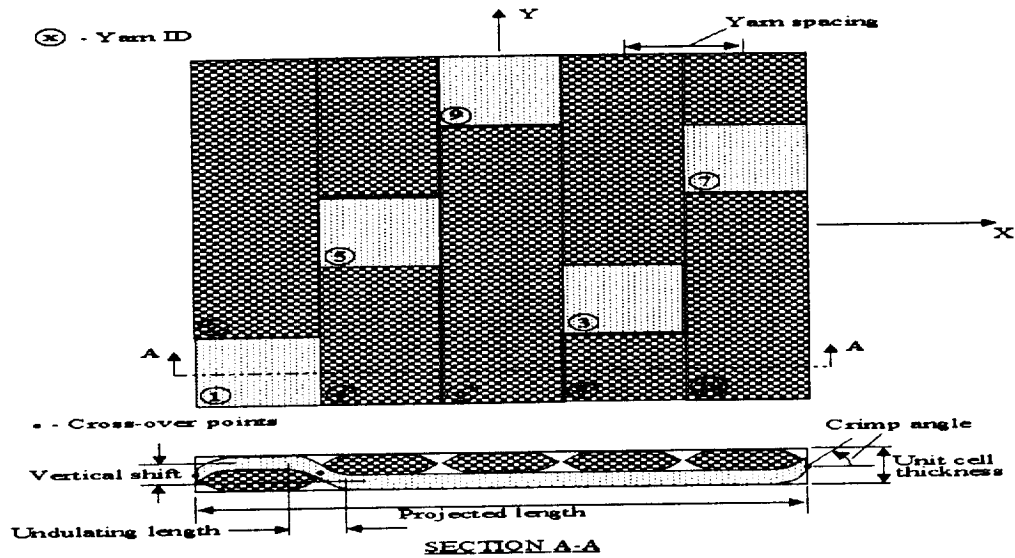 ⓧ - Yarn ID
Y
Yarn spacing
9
7
X
5
3
A
A
1
• - Cross-over points
Crimp angle
Vertical shift
Unit cell
thickness
Projected length
Undulating length
SECTION A-A